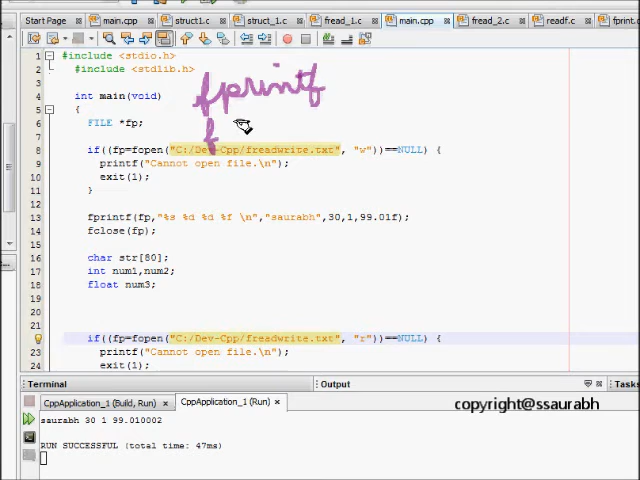 Start Page main.cpp struct1.c struct_1.c fread_1.c main.cpp fread_2.c readf.c fprint.c
1 #include <stdio.h>
2 #include <stdlib.h>
3
fprintf
4 int main(void)
5 {
6 FILE *fp;
f
7
8 if((fp=fopen("C:/Dev-Cpp/freadwrite.txt", "w"))==NULL) {
9 printf("Cannot open file.\n");
10 exit(1);
11 }
12
13 fprintf(fp,"%s %d %d %f \n","saurabh",30,1,99.01f);
14 fclose(fp);
15
16 char str[80];
17 int num1,num2;
18 float num3;
19
20
21
if((fp=fopen("C:/Dev-Cpp/freadwrite.txt", "r"))==NULL) {
23 printf("Cannot open file.\n");
24 exit(1);
Terminal Output Tasks
CppApplication_1 (Build, Run) CppApplication_1 (Run)
copyright@ssaurabh
saurabh 30 1 99.010002
RUN SUCCESSFUL (total time: 47ms)